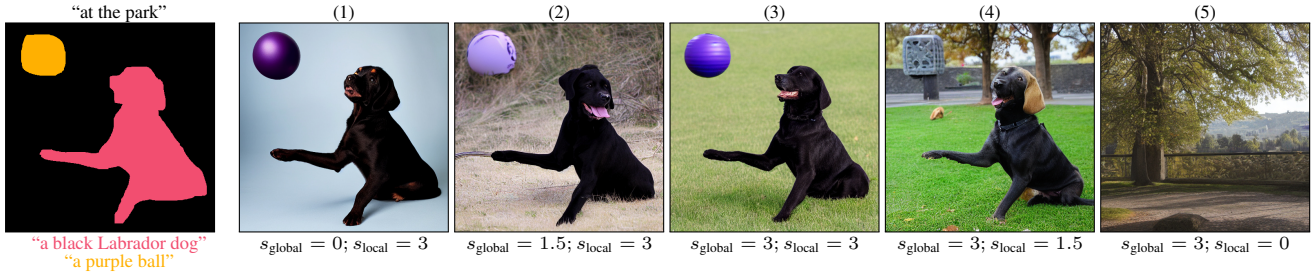 “at the park”
(1)
(2)
(3)
(4)
(5)
“a black Labrador dog”
“a purple ball”
s_global = 0; s_local = 3
s_global = 1.5; s_local = 3
s_global = 3; s_local = 3
s_global = 3; s_local = 1.5
s_global = 3; s_local = 0